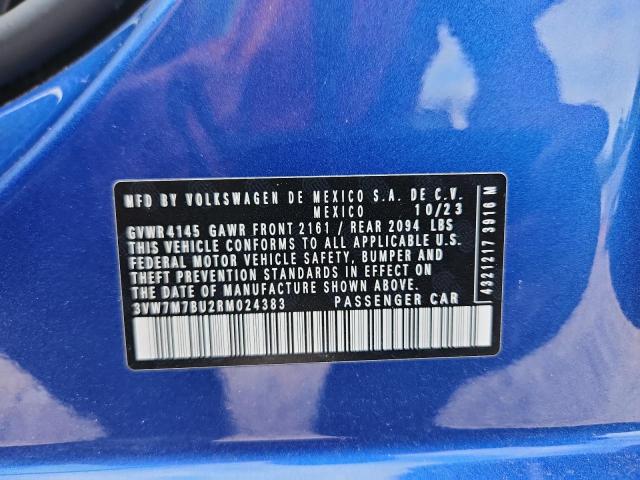 MFD BY VOLKSWAGEN DE MEXICO S.A. DE C.V.
MEXICO 10/23
GVWR4145 GAWR FRONT 2161 / REAR 2094 LBS
THIS VEHICLE CONFORMS TO ALL APPLICABLE U.S.
FEDERAL MOTOR VEHICLE SAFETY, BUMPER AND
THEFT PREVENTION STANDARDS IN EFFECT ON
THE DATE OF MANUFACTURE SHOWN ABOVE.
3VW7M7BU2RM024383 PASSENGER CAR
4321217 3916 M